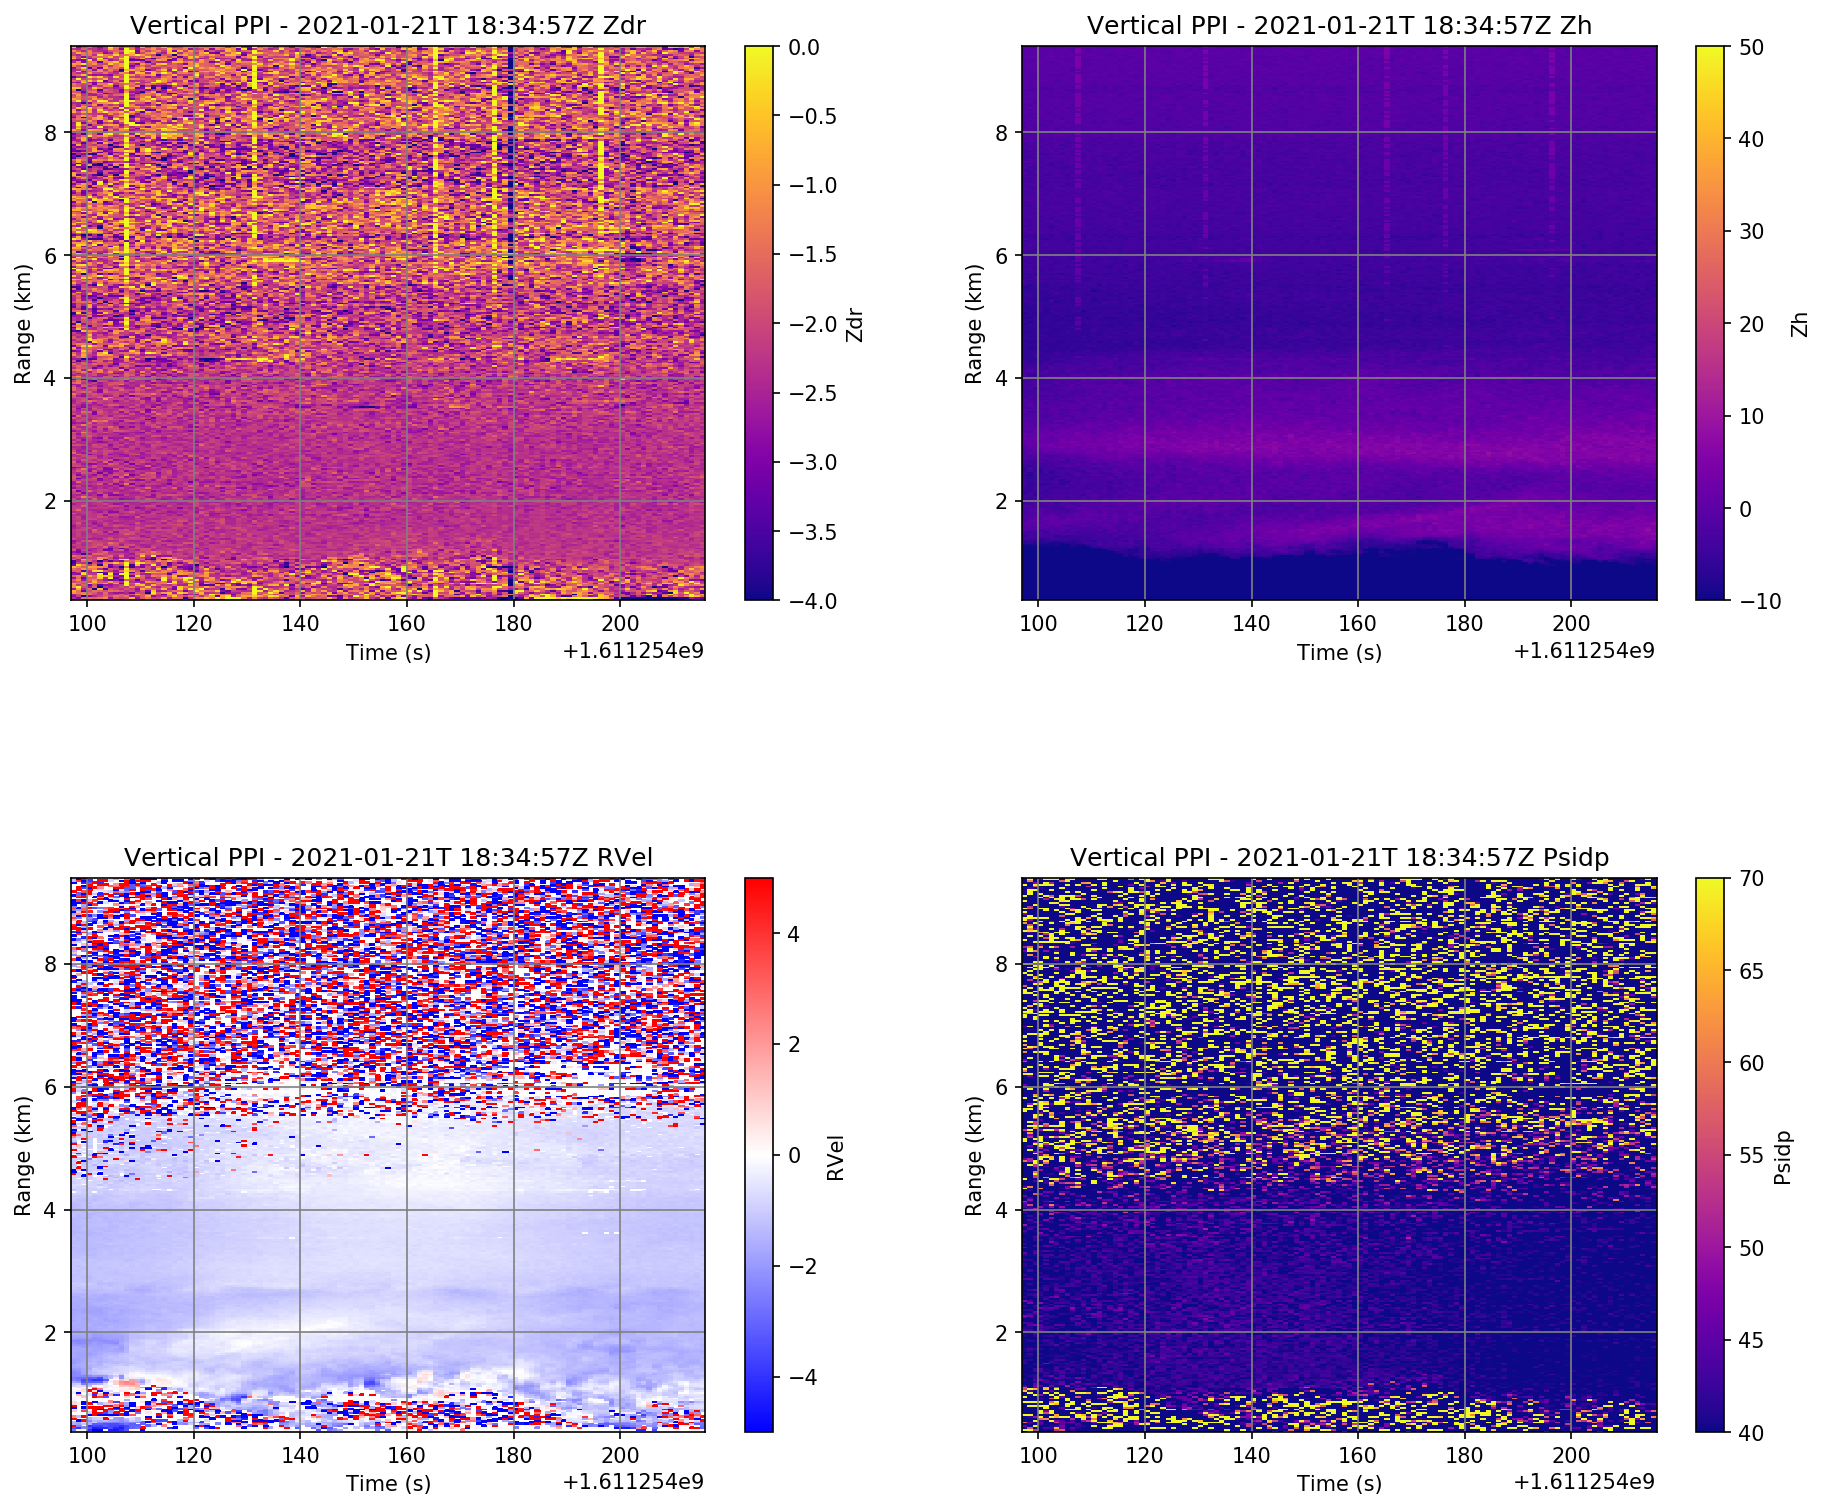 Vertical PPI - 2021-01-21T 18:34:57Z Zdr
Range (km)
8
6
4
2
100 120 140 160 180 200
Time (s)
+1.611254e9
0.0
−0.5
−1.0
−1.5
−2.0
−2.5
−3.0
−3.5
−4.0
Zdr
Vertical PPI - 2021-01-21T 18:34:57Z Zh
Range (km)
8
6
4
2
100 120 140 160 180 200
Time (s)
+1.611254e9
50
40
30
20
10
0
−10
Zh
Vertical PPI - 2021-01-21T 18:34:57Z RVel
Range (km)
8
6
4
2
100 120 140 160 180 200
Time (s)
+1.611254e9
4
2
0
−2
−4
RVel
Vertical PPI - 2021-01-21T 18:34:57Z Psidp
Range (km)
8
6
4
2
100 120 140 160 180 200
Time (s)
+1.611254e9
70
65
60
55
50
45
40
Psidp